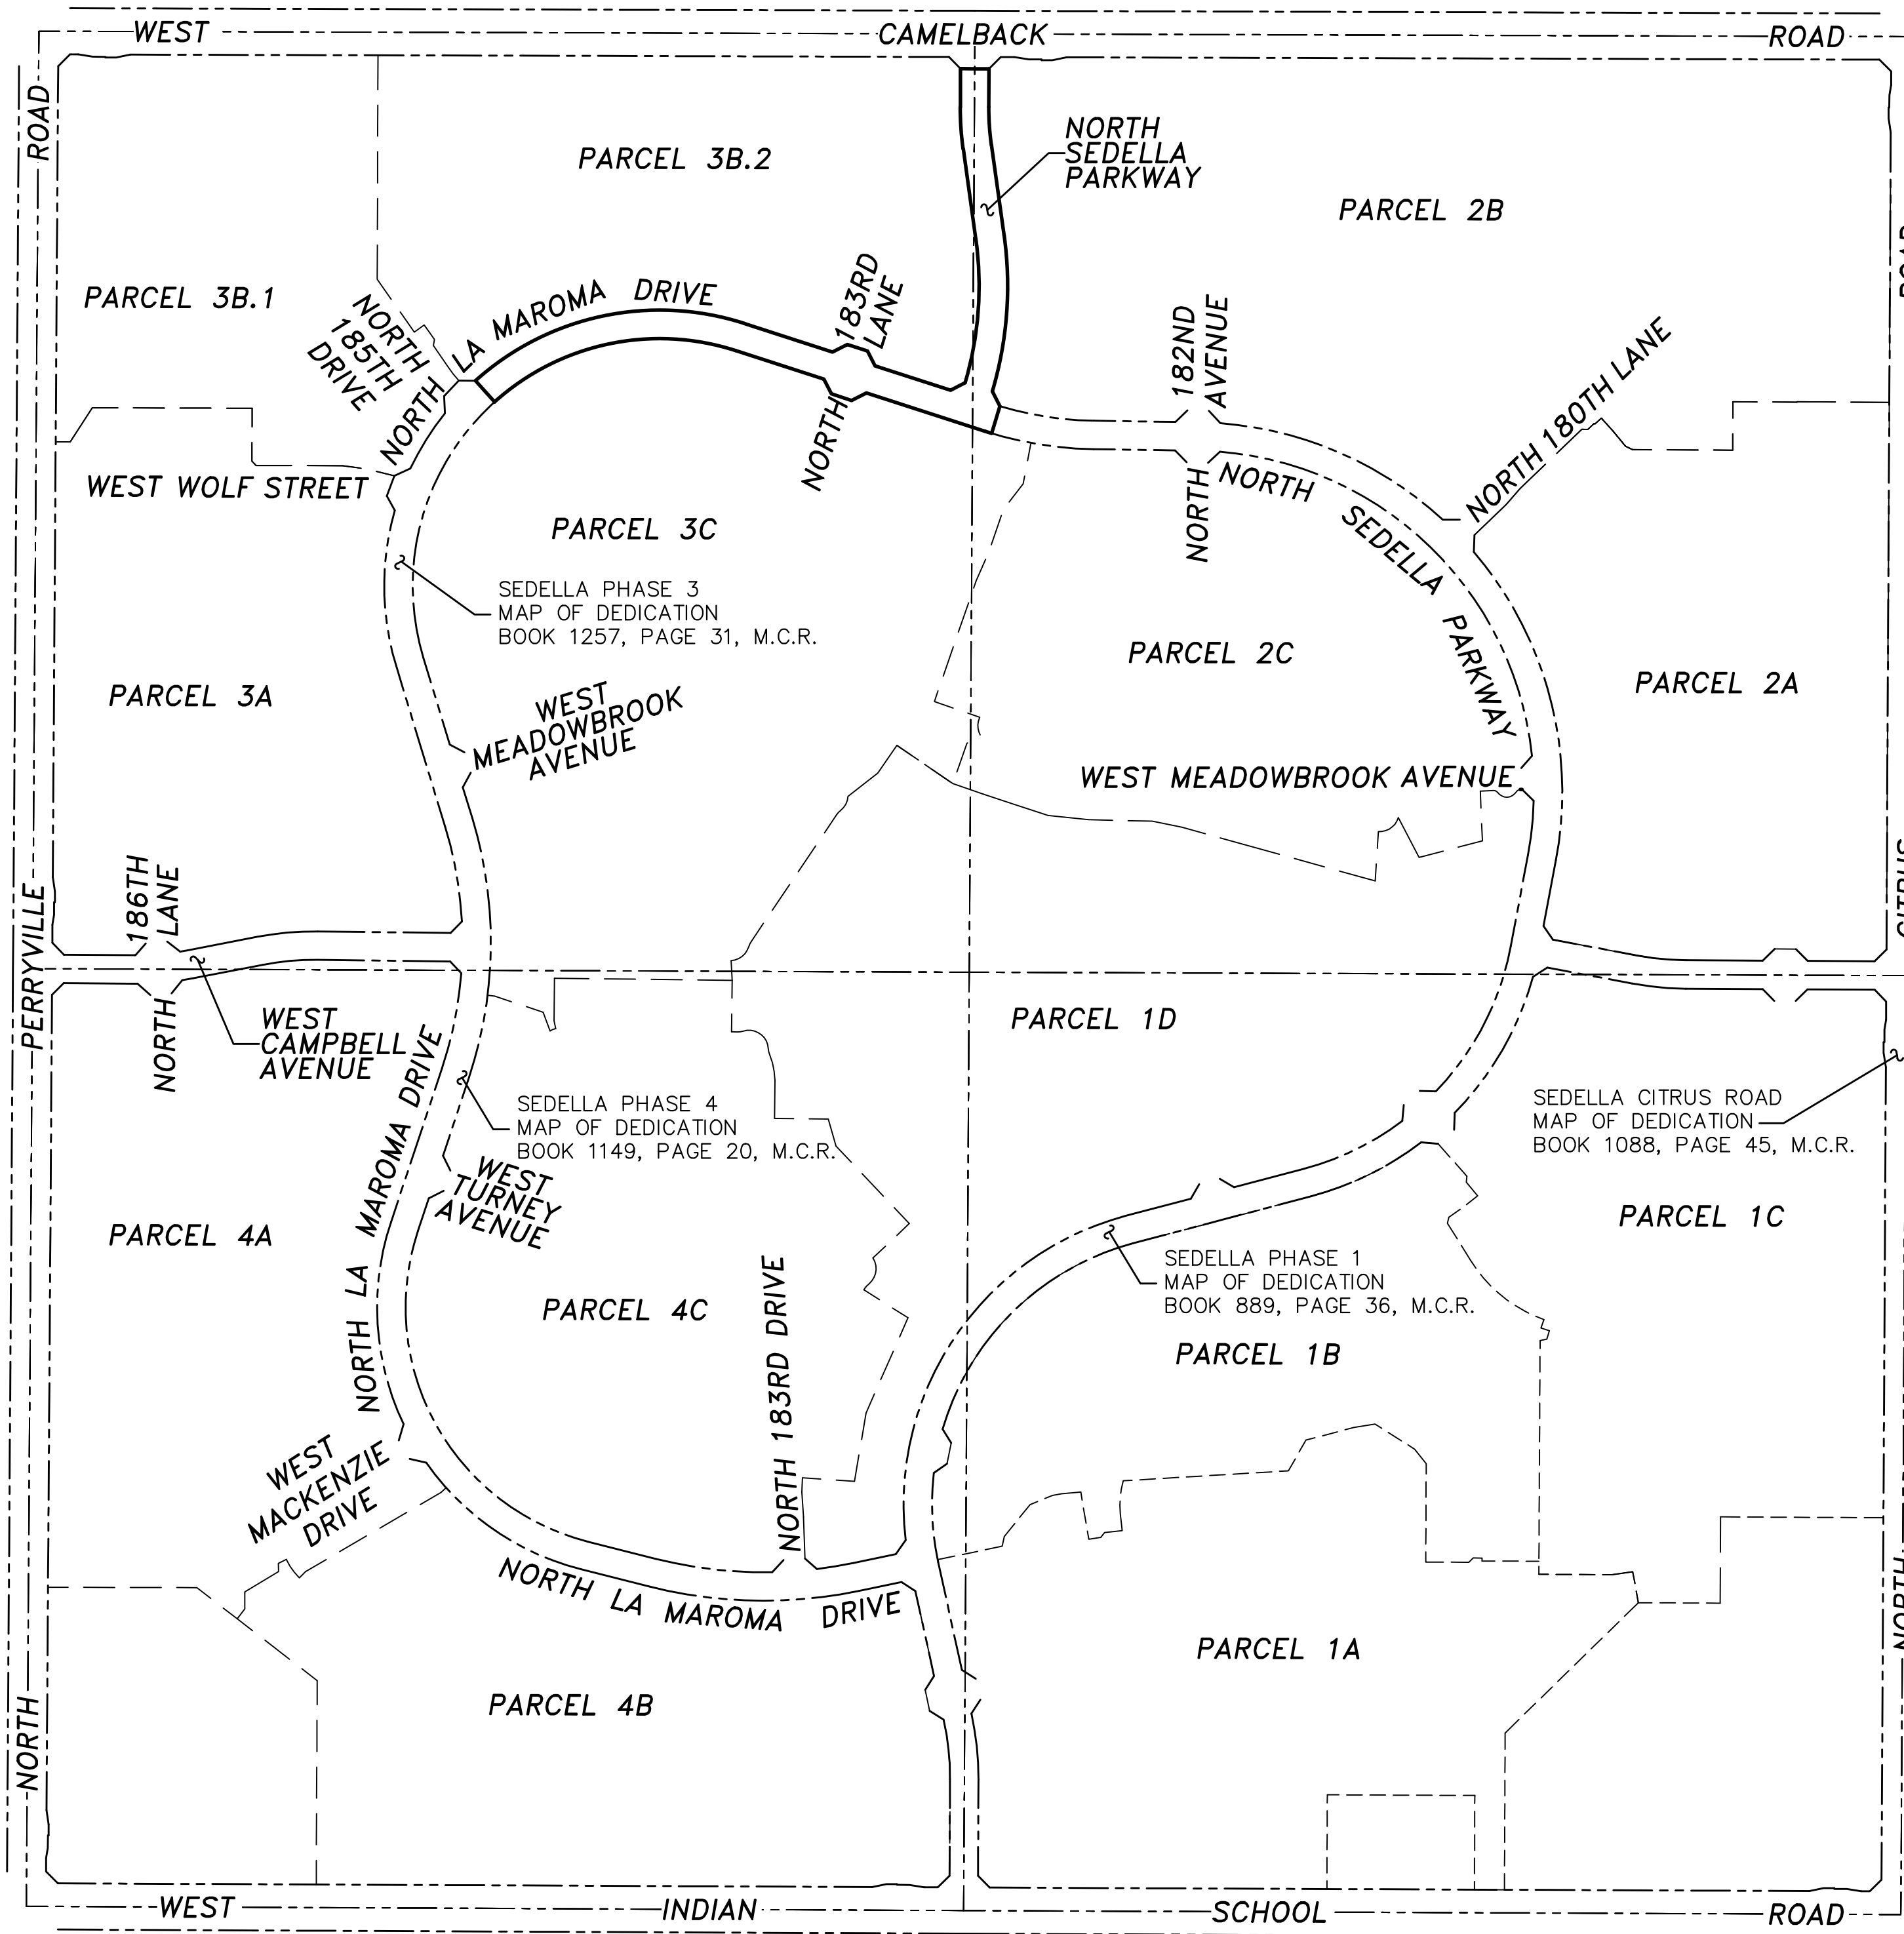 WEST CAMELBACK ROAD
NORTH PERRYVILLE ROAD
NORTH
SEDELLA
PARKWAY
PARCEL 3B.2
PARCEL 2B
PARCEL 3B.1
NORTH
185TH
DRIVE
NORTH LA MAROMA DRIVE
NORTH 183RD
LANE
NORTH 182ND
AVENUE
NORTH 180TH LANE
WEST WOLF STREET
NORTH SEDELLA PARKWAY
PARCEL 3C
SEDELLA PHASE 3
MAP OF DEDICATION
BOOK 1257, PAGE 31, M.C.R.
PARCEL 2C
PARCEL 3A
PARCEL 2A
WEST
MEADOWBROOK
AVENUE
WEST MEADOWBROOK AVENUE
NORTH 186TH
LANE
NORTH CITRUS ROAD
WEST
CAMPBELL
AVENUE
PARCEL 1D
NORTH LA MAROMA DRIVE
SEDELLA PHASE 4
MAP OF DEDICATION
BOOK 1149, PAGE 20, M.C.R.
SEDELLA CITRUS ROAD
MAP OF DEDICATION
BOOK 1088, PAGE 45, M.C.R.
WEST
TURNEY
AVENUE
PARCEL 4A
PARCEL 1C
SEDELLA PHASE 1
MAP OF DEDICATION
BOOK 889, PAGE 36, M.C.R.
PARCEL 4C
NORTH 183RD DRIVE
PARCEL 1B
WEST
MACKENZIE
DRIVE
NORTH LA MAROMA DRIVE
PARCEL 1A
PARCEL 4B
WEST INDIAN SCHOOL ROAD